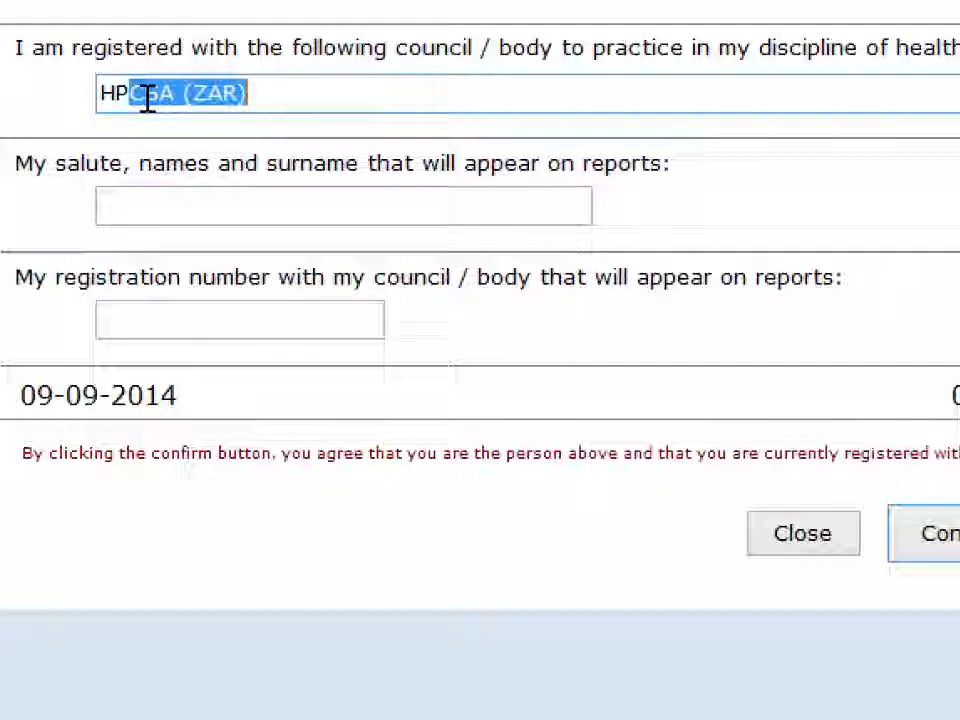 I am registered with the following council / body to practice in my discipline of health
HPCSA (ZAR)
My salute, names and surname that will appear on reports:
My registration number with my council / body that will appear on reports:
09-09-2014
By clicking the confirm button, you agree that you are the person above and that you are currently registered
Close